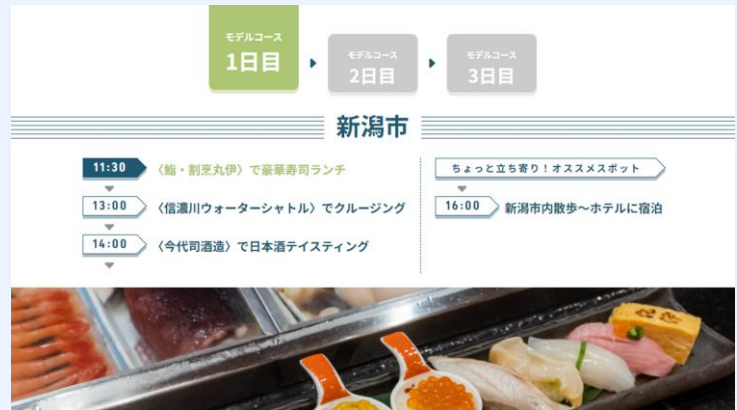 モデルコース
1日目
モデルコース
2日目
モデルコース
3日目
新潟市
11:30 〈鮨・割烹丸伊〉で豪華寿司ランチ
13:00 〈信濃川ウォーターシャトル〉でクルージング
14:00 〈今代司酒造〉で日本酒テイスティング
ちょっと立ち寄り！オススメスポット
16:00 新潟市内散歩～ホテルに宿泊